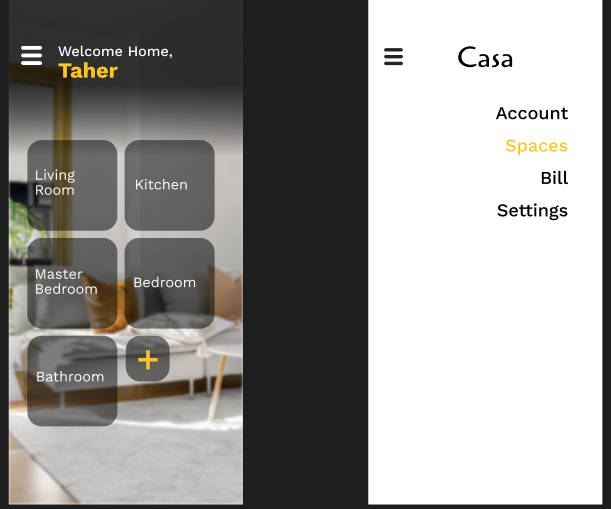 Welcome Home,
Taher
Living
Room
Kitchen
Master
Bedroom
Bedroom
Bathroom
+
Casa
Account
Spaces
Bill
Settings